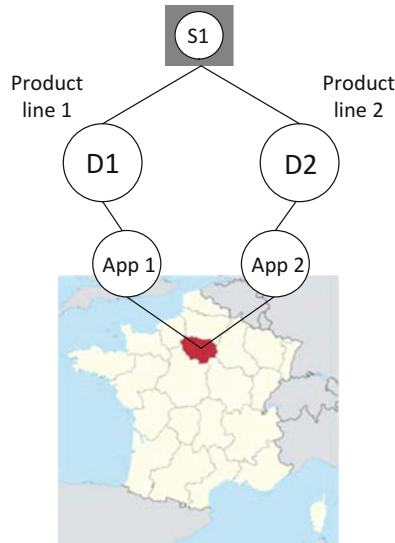 S1
Product
line 1
Product
line 2
D1
D2
App 1
App 2